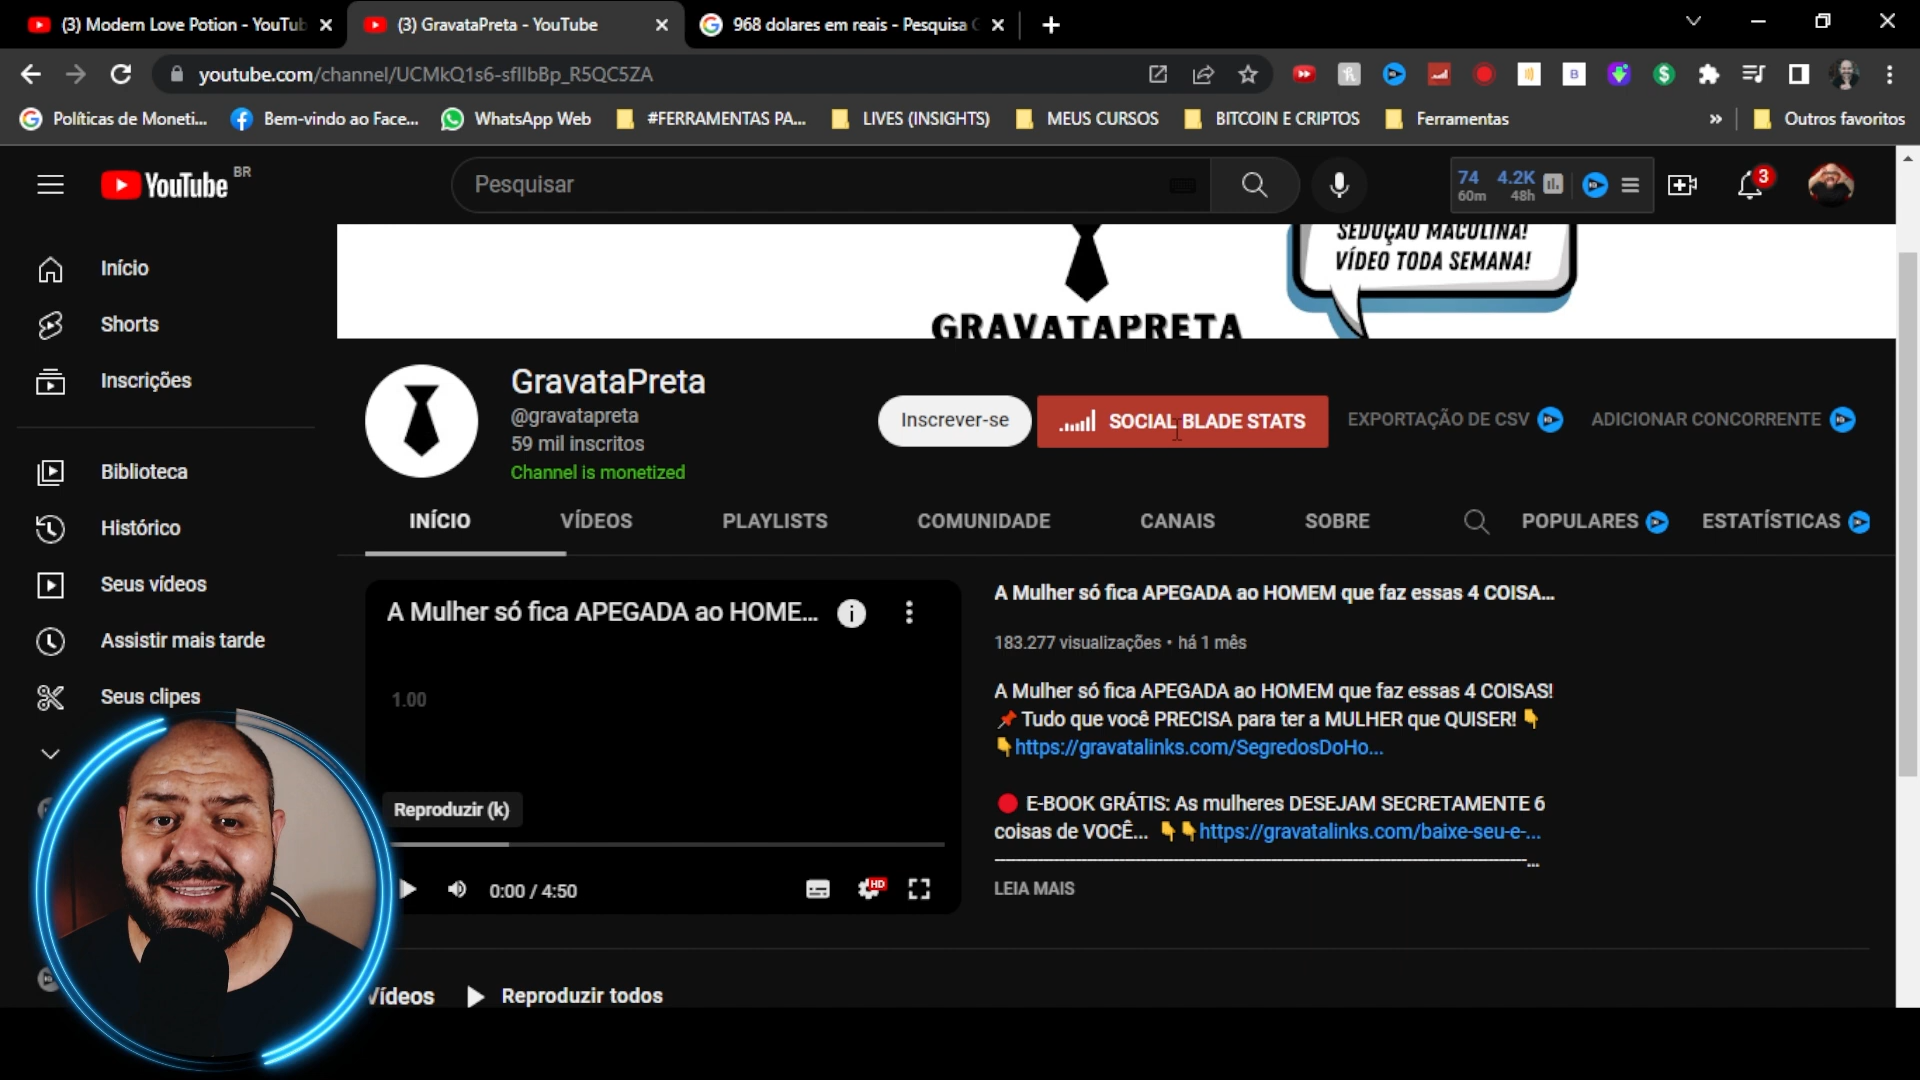 (3) Modern Love Potion - YouTub
(3) GravataPreta - YouTube
968 dolares em reais - Pesquisa
youtube.com/channel/UCMkQ1s6-sfIlbBp_R5QC5ZA
Políticas de Moneti...
Bem-vindo ao Face...
WhatsApp Web
#FERRAMENTAS PA...
LIVES (INSIGHTS)
MEUS CURSOS
BITCOIN E CRIPTOS
Ferramentas
»
Outros favoritos
YouTube BR
Pesquisar
74 4.2K
60m 48h
3
SEDUÇÃO MACULINA!
VÍDEO TODA SEMANA!
GRAVATAPRETA
Início
Shorts
Inscrições
Biblioteca
Histórico
Seus vídeos
Assistir mais tarde
Seus clipes
GravataPreta
@gravatapreta
59 mil inscritos
Channel is monetized
Inscrever-se
SOCIAL BLADE STATS
EXPORTAÇÃO DE CSV
ADICIONAR CONCORRENTE
INÍCIO
VÍDEOS
PLAYLISTS
COMUNIDADE
CANAIS
SOBRE
POPULARES
ESTATÍSTICAS
A Mulher só fica APEGADA ao HOME...
1.00
Reproduzir (k)
0:00 / 4:50
HD
A Mulher só fica APEGADA ao HOMEM que faz essas 4 COISA...
183.277 visualizações • há 1 mês
A Mulher só fica APEGADA ao HOMEM que faz essas 4 COISAS!
📌 Tudo que você PRECISA para ter a MULHER que QUISER! 👇
👇https://gravatalinks.com/SegredosDoHo...
🔴 E-BOOK GRÁTIS: As mulheres DESEJAM SECRETAMENTE 6
coisas de VOCÊ... 👇👇https://gravatalinks.com/baixe-seu-e-...
LEIA MAIS
Vídeos
Reproduzir todos